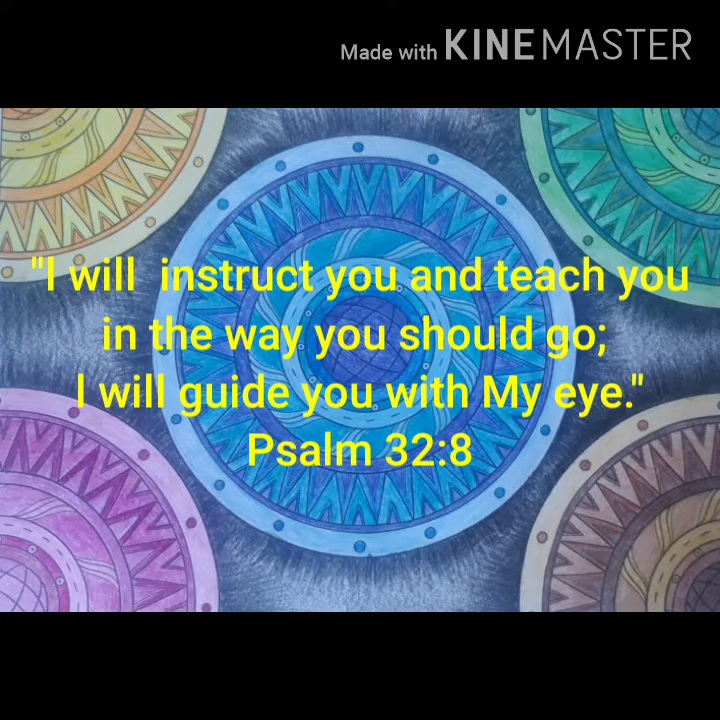 Made with KINEMASTER
"I will instruct you and teach you
in the way you should go;
I will guide you with My eye."
Psalm 32:8